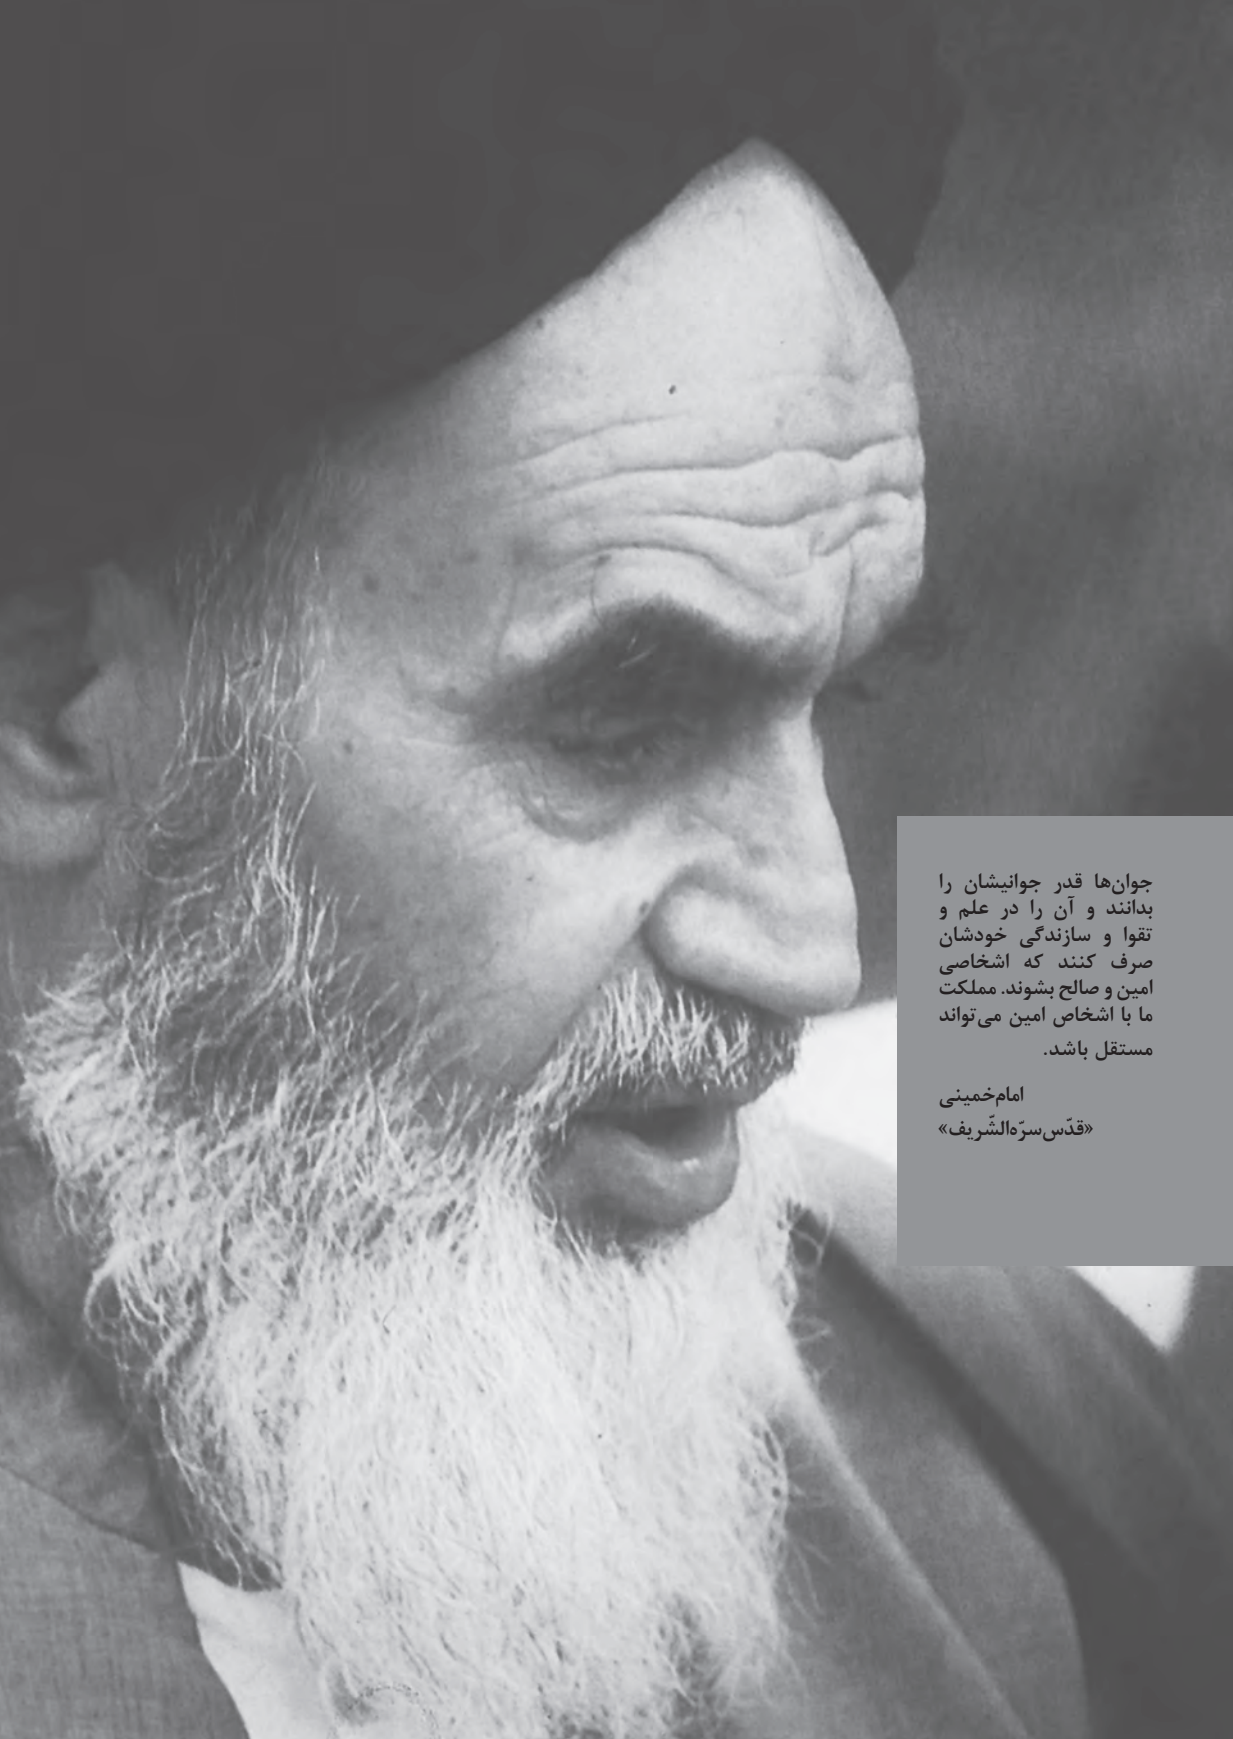 جوان‌ها قدر جوانیشان را
بدانند و آن را در علم و
تقوا و سازندگی خودشان
صرف کنند که اشخاصی
امین و صالح بشوند. مملکت
ما با اشخاص امین می‌تواند
مستقل باشد.
امام‌خمینی
«قدّس‌سرّه‌الشّریف»